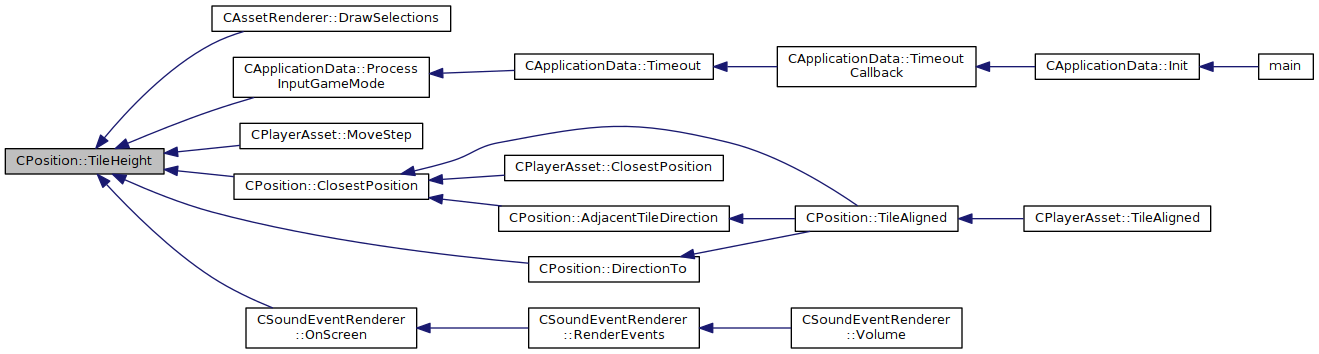 CAssetRenderer::DrawSelections
CApplicationData::Process
InputGameMode
CApplicationData::Timeout
CApplicationData::Timeout
Callback
CApplicationData::Init
main
CPlayerAsset::MoveStep
CPosition::TileHeight
CPosition::ClosestPosition
CPlayerAsset::ClosestPosition
CPosition::AdjacentTileDirection
CPosition::TileAligned
CPlayerAsset::TileAligned
CPosition::DirectionTo
CSoundEventRenderer
::OnScreen
CSoundEventRenderer
::RenderEvents
CSoundEventRenderer
::Volume